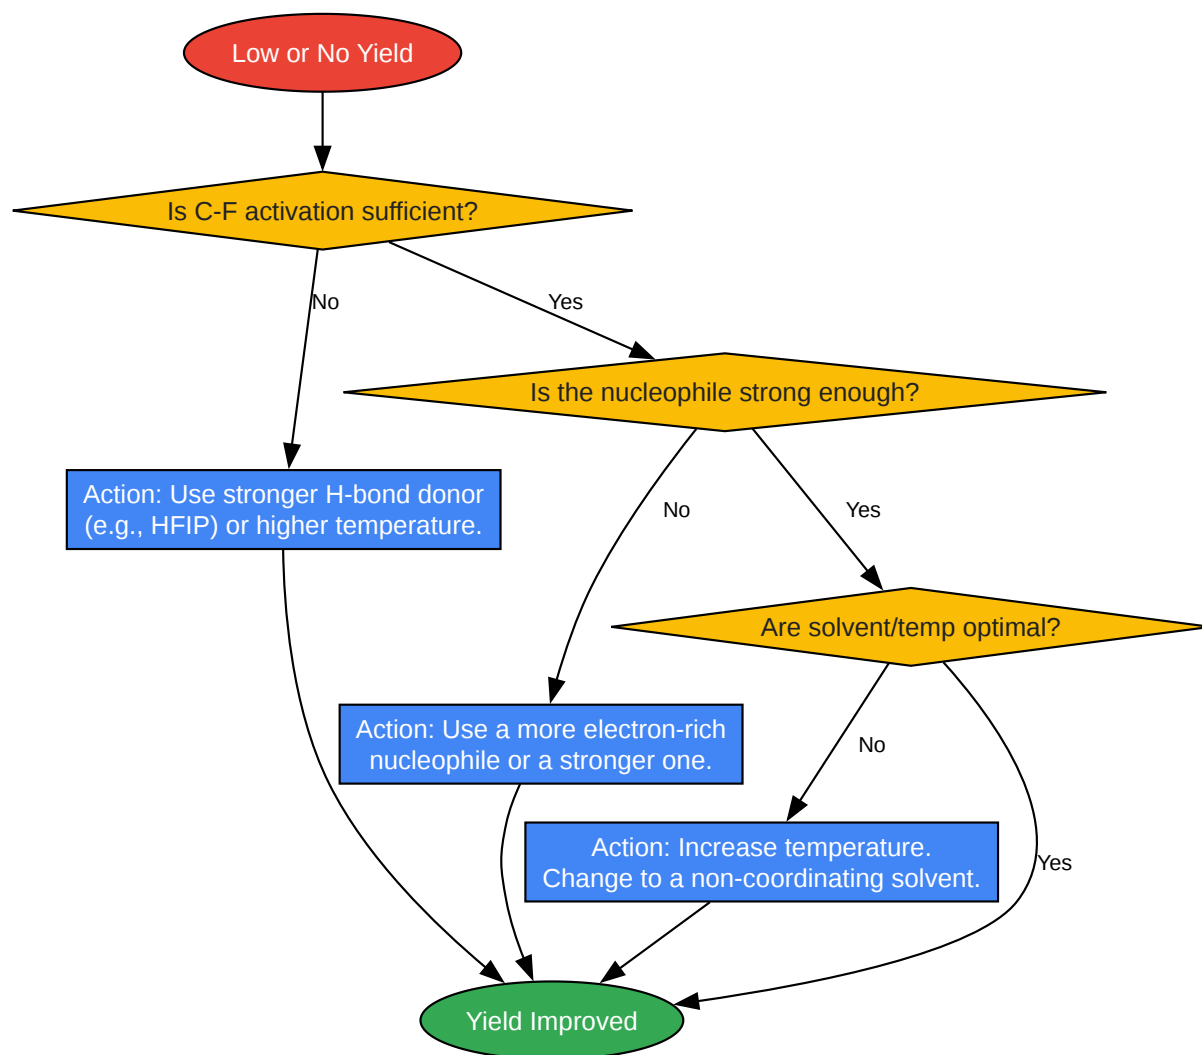 Low or No Yield
Is C-F activation sufficient?
No
Yes
Is the nucleophile strong enough?
Action: Use stronger H-bond donor
(e.g., HFIP) or higher temperature.
No
Yes
Are solvent/temp optimal?
Action: Use a more electron-rich
nucleophile or a stronger one.
No
Action: Increase temperature.
Change to a non-coordinating solvent.
Yes
Yield Improved